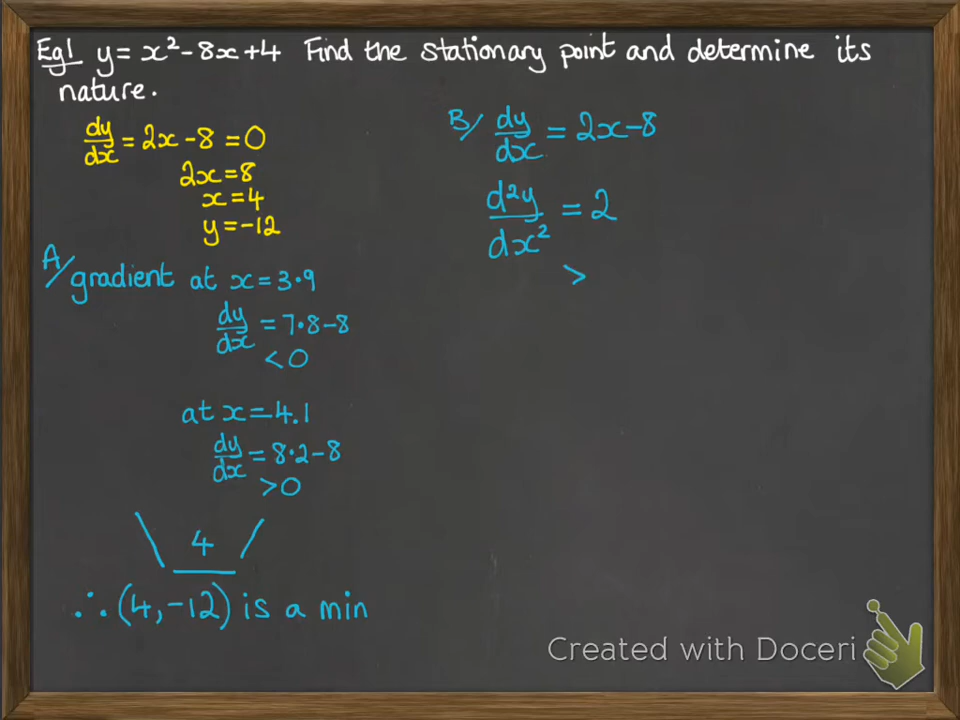 Eg1 y = x² - 8x + 4 Find the stationary point and determine its
nature.
dy/dx = 2x - 8 = 0
2x = 8
x = 4
y = -12
A/ gradient at x = 3·9
dy/dx = 7·8 - 8
< 0
at x = 4.1
dy/dx = 8·2 - 8
> 0
\ 4 /
∴ (4, -12) is a min
B/ dy/dx = 2x - 8
d²y/dx² = 2
>
Created with Doceri